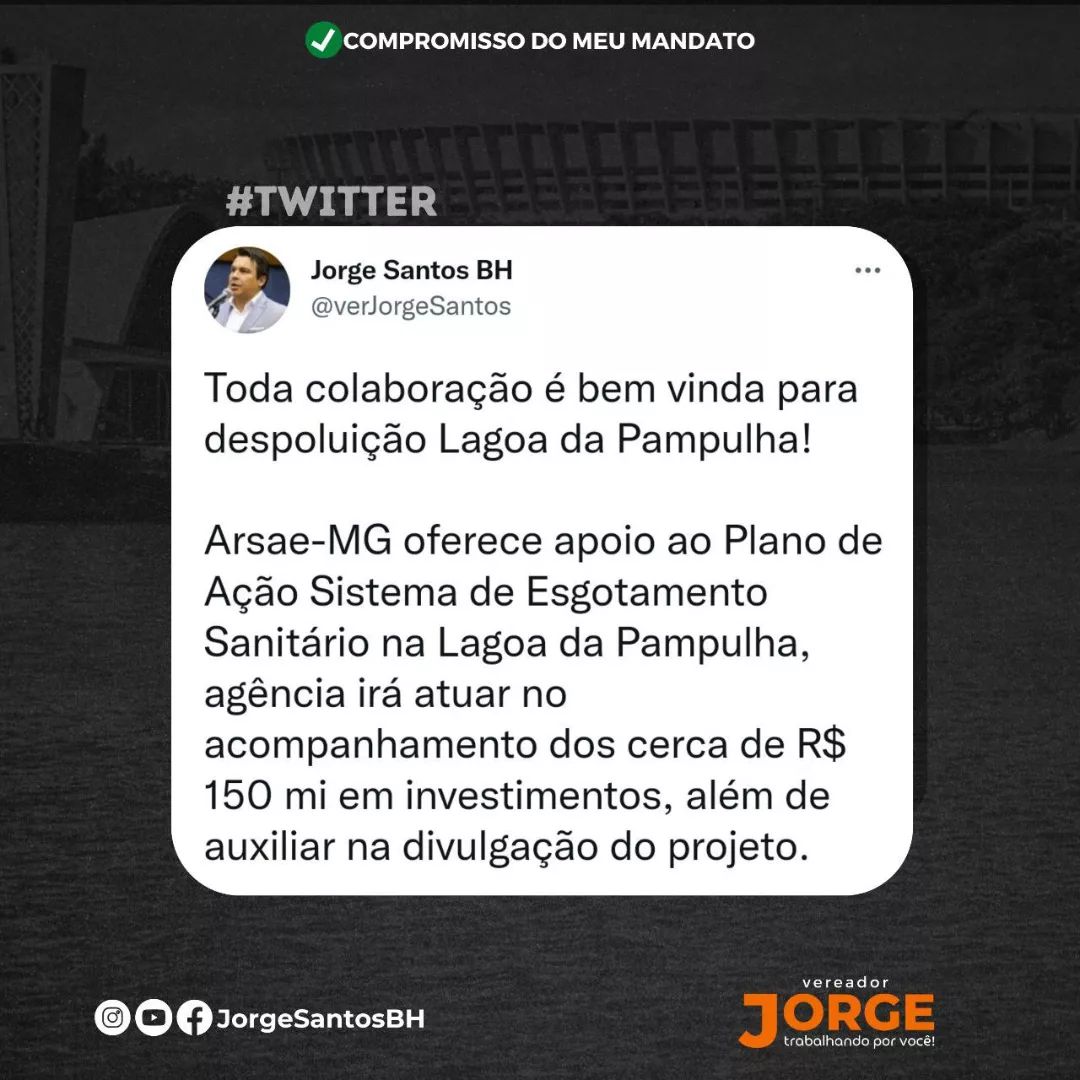 COMPROMISSO DO MEU MANDATO
#TWITTER
Jorge Santos BH
@verJorgeSantos
Toda colaboração é bem vinda para
despoluição Lagoa da Pampulha!
Arsae-MG oferece apoio ao Plano de
Ação Sistema de Esgotamento
Sanitário na Lagoa da Pampulha,
agência irá atuar no
acompanhamento dos cerca de R$
150 mi em investimentos, além de
auxiliar na divulgação do projeto.
JorgeSantosBH
vereador
JORGE
trabalhando por você!